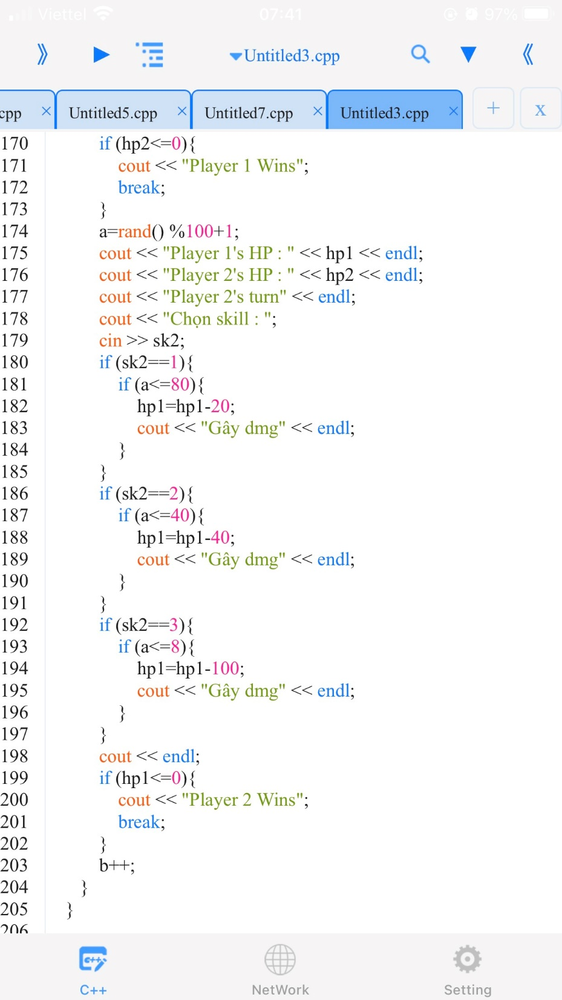 Viettel 07:41 97%
Untitled3.cpp
cpp × Untitled5.cpp × Untitled7.cpp × Untitled3.cpp × + x
170 if (hp2<=0){
171 cout << "Player 1 Wins";
172 break;
173 }
174 a=rand() %100+1;
175 cout << "Player 1's HP : " << hp1 << endl;
176 cout << "Player 2's HP : " << hp2 << endl;
177 cout << "Player 2's turn" << endl;
178 cout << "Chọn skill : ";
179 cin >> sk2;
180 if (sk2==1){
181 if (a<=80){
182 hp1=hp1-20;
183 cout << "Gây dmg" << endl;
184 }
185 }
186 if (sk2==2){
187 if (a<=40){
188 hp1=hp1-40;
189 cout << "Gây dmg" << endl;
190 }
191 }
192 if (sk2==3){
193 if (a<=8){
194 hp1=hp1-100;
195 cout << "Gây dmg" << endl;
196 }
197 }
198 cout << endl;
199 if (hp1<=0){
200 cout << "Player 2 Wins";
201 break;
202 }
203 b++;
204 }
205 }
206
C++ NetWork Setting